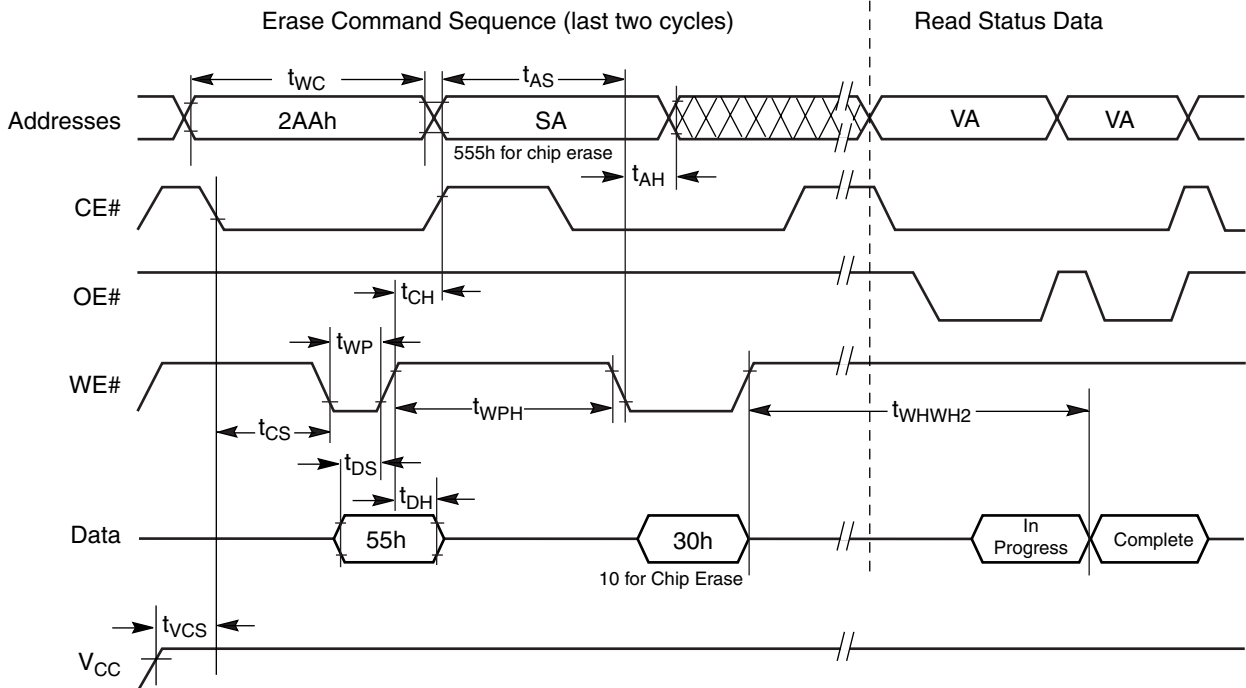 Erase Command Sequence (last two cycles) Read Status Data
tWC tAS
Addresses 2AAh SA VA VA
555h for chip erase
tAH
CE#
OE#
tCH
tWP
WE#
tWPH tWHWH2
tCS
tDS
tDH
Data 55h 30h In Progress Complete
10 for Chip Erase
tVCS
VCC